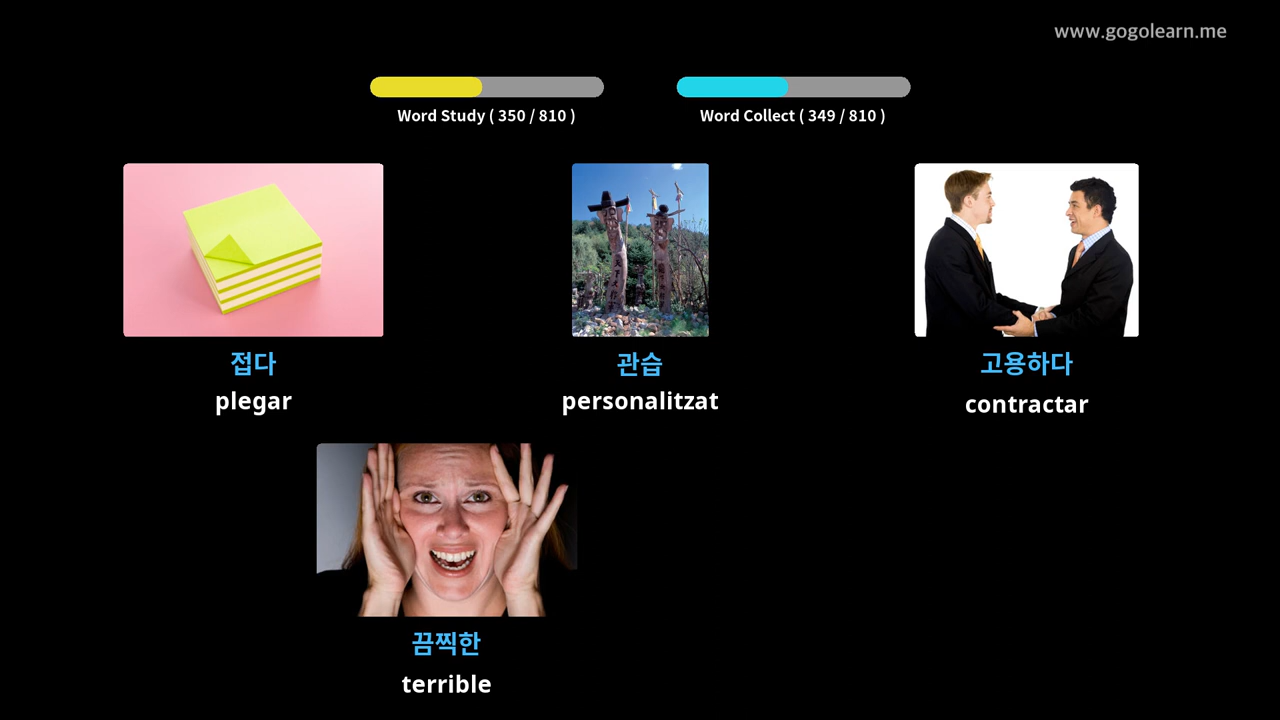 www.gogolearn.me
Word Study ( 350 / 810 )
Word Collect ( 349 / 810 )
접다
관습
고용하다
plegar
personalitzat
contractar
끔찍한
terrible